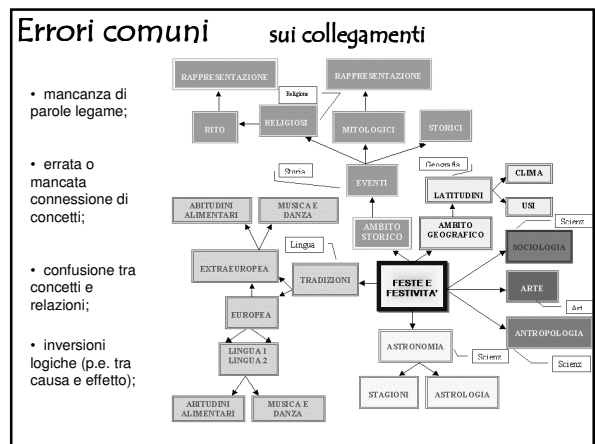 Errori comuni sui collegamenti
• mancanza di
parole legame;
• errata o
mancata
connessione di
concetti;
• confusione tra
concetti e
relazioni;
• inversioni
logiche (p.e. tra
causa e effetto);
RAPPRESENTAZIONE
RAPPRESENTAZIONE
Religione
RITO
RELIGIOSI
MITOLOGICI
STORICI
Storia
EVENTI
Geografia
LATITUDINI
CLIMA
USI
ABITUDINI
ALIMENTARI
MUSICA E
DANZA
AMBITO
STORICO
AMBITO
GEOGRAFICO
Scienz
SOCIOLOGIA
Lingua
EXTRAEUROPEA
TRADIZIONI
FESTE E
FESTIVITA'
ARTE
Art
EUROPEA
ANTROPOLOGIA
LINGUA 1
LINGUA 2
ASTRONOMIA
Scienz
Scienz
STAGIONI
ASTROLOGIA
ABITUDINI
ALIMENTARI
MUSICA E
DANZA